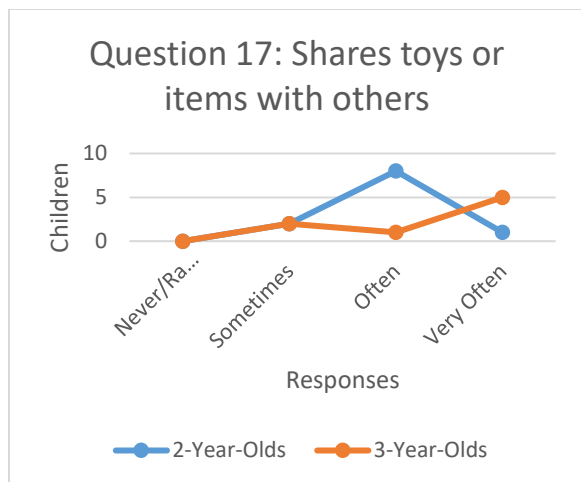 Question 17: Shares toys or
items with others
Children
10
5
0
Never/Ra...
Sometimes
Often
Very Often
Responses
2-Year-Olds
3-Year-Olds